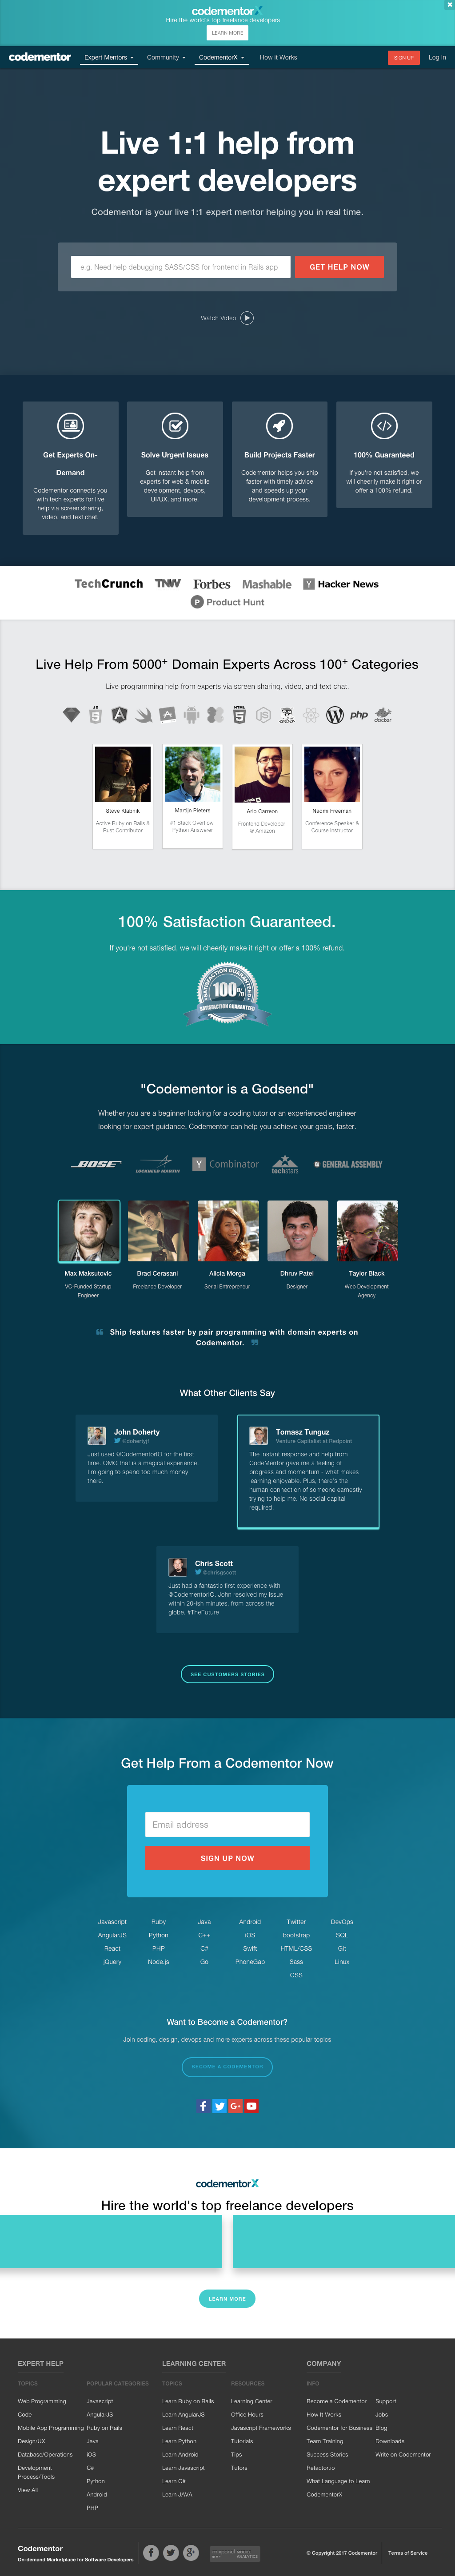 codementorX
Hire the world's top freelance developers
LEARN MORE
codementor
Expert Mentors
Community
CodementorX
How it Works
SIGN UP
Log In
Live 1:1 help from
expert developers
Codementor is your live 1:1 expert mentor helping you in real time.
e.g. Need help debugging SASS/CSS for frontend in Rails app
GET HELP NOW
Watch Video
Get Experts On-
Demand
Codementor connects you
with tech experts for live
help via screen sharing,
video, and text chat.
Solve Urgent Issues
Get instant help from
experts for web & mobile
development, devops,
UI/UX, and more.
Build Projects Faster
Codementor helps you ship
faster with timely advice
and speeds up your
development process.
100% Guaranteed
If you're not satisfied, we
will cheerily make it right or
offer a 100% refund.
TechCrunch
TNW
Forbes
Mashable
Y Hacker News
P Product Hunt
Live Help From 5000+ Domain Experts Across 100+ Categories
Live programming help from experts via screen sharing, video, and text chat.
JS
HTML
php
docker
Steve Klabnik
Active Ruby on Rails &
Rust Contributor
Martijn Pieters
#1 Stack Overflow
Python Answerer
Arlo Carreon
Frontend Developer
@ Amazon
Naomi Freeman
Conference Speaker &
Course Instructor
100% Satisfaction Guaranteed.
If you're not satisfied, we will cheerily make it right or offer a 100% refund.
SATISFACTION GUARANTEED
100%
SATISFACTION GUARANTEED
"Codementor is a Godsend"
Whether you are a beginner looking for a coding tutor or an experienced engineer
looking for expert guidance, Codementor can help you achieve your goals, faster.
BOSE
LOCKHEED MARTIN
Y Combinator
techstars
GENERAL ASSEMBLY
Max Maksutovic
VC-Funded Startup
Engineer
Brad Cerasani
Freelance Developer
Alicia Morga
Serial Entrepreneur
Dhruv Patel
Designer
Taylor Black
Web Development
Agency
Ship features faster by pair programming with domain experts on
Codementor.
What Other Clients Say
John Doherty
@dohertyjf
Just used @CodementorIO for the first
time. OMG that is a magical experience.
I'm going to spend too much money
there.
Tomasz Tunguz
Venture Capitalist at Redpoint
The instant response and help from
CodeMentor gave me a feeling of
progress and momentum - what makes
learning enjoyable. Plus, there's the
human connection of someone earnestly
trying to help me. No social capital
required.
Chris Scott
@chrisgscott
Just had a fantastic first experience with
@CodementorIO. John resolved my issue
within 20-ish minutes, from across the
globe. #TheFuture
SEE CUSTOMERS STORIES
Get Help From a Codementor Now
Email address
SIGN UP NOW
Javascript
Ruby
Java
Android
Twitter
DevOps
AngularJS
Python
C++
iOS
bootstrap
SQL
React
PHP
C#
Swift
HTML/CSS
Git
jQuery
Node.js
Go
PhoneGap
Sass
Linux
CSS
Want to Become a Codementor?
Join coding, design, devops and more experts across these popular topics
BECOME A CODEMENTOR
codementorX
Hire the world's top freelance developers
LEARN MORE
EXPERT HELP
TOPICS
Web Programming
Code
Mobile App Programming
Design/UX
Database/Operations
Development
Process/Tools
View All
POPULAR CATEGORIES
Javascript
AngularJS
Ruby on Rails
Java
iOS
C#
Python
Android
PHP
LEARNING CENTER
TOPICS
Learn Ruby on Rails
Learn AngularJS
Learn React
Learn Python
Learn Android
Learn Javascript
Learn C#
Learn JAVA
RESOURCES
Learning Center
Office Hours
Javascript Frameworks
Tutorials
Tips
Tutors
COMPANY
INFO
Become a Codementor
How It Works
Codementor for Business
Team Training
Success Stories
Refactor.io
What Language to Learn
CodementorX
Support
Jobs
Blog
Downloads
Write on Codementor
Codementor
On-demand Marketplace for Software Developers
mixpanel
MOBILE
ANALYTICS
© Copyright 2017 Codementor
Terms of Service